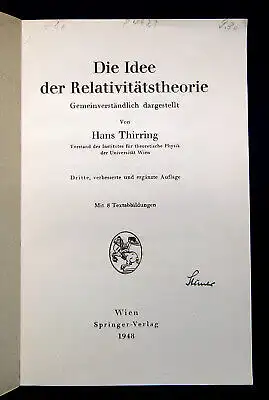 Die Idee
der Relativitätstheorie
Gemeinverständlich dargestellt
Von
Hans Thirring
Vorstand des Institutes für theoretische Physik
der Universität Wien
Dritte, verbesserte und ergänzte Auflage
Mit 8 Textabbildungen
Wien
Springer-Verlag
1948